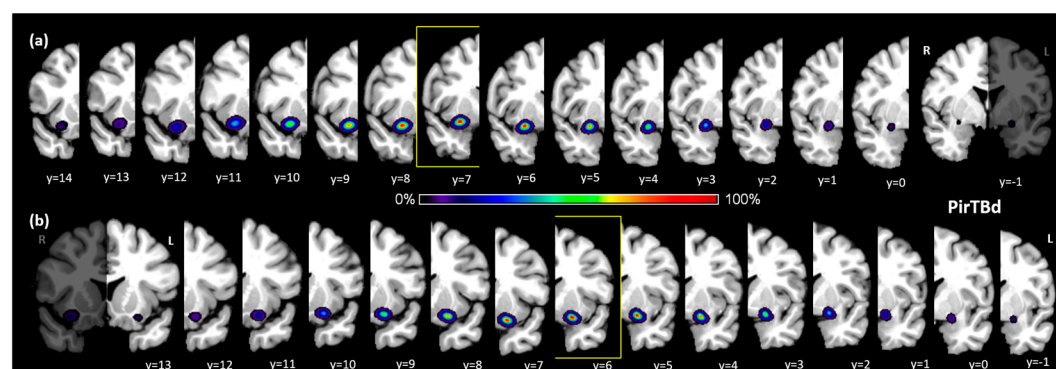 (a)
R L
y=14 y=13 y=12 y=11 y=10 y=9 y=8 y=7 y=6 y=5 y=4 y=3 y=2 y=1 y=0 y=-1
0% 100%
PirTBd
(b)
R L L
y=13 y=12 y=11 y=10 y=9 y=8 y=7 y=6 y=5 y=4 y=3 y=2 y=1 y=0 y=-1